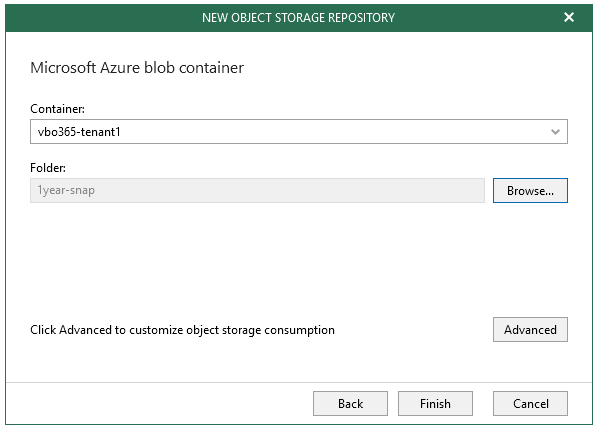 NEW OBJECT STORAGE REPOSITORY
Microsoft Azure blob container
Container:
vbo365-tenant1
Folder:
1year-snap
Browse...
Click Advanced to customize object storage consumption
Advanced
Back
Finish
Cancel